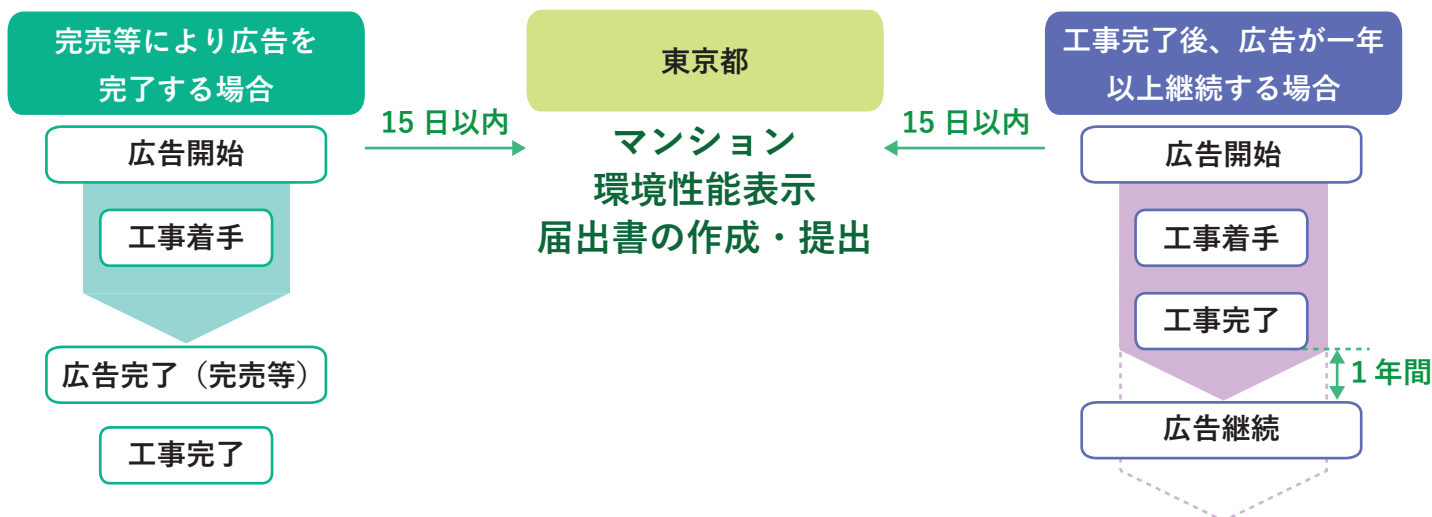 完売等により広告を
完了する場合
広告開始
工事着手
広告完了（完売等）
工事完了
15 日以内
東京都
マンション
環境性能表示
届出書の作成・提出
15 日以内
工事完了後、広告が一年
以上継続する場合
広告開始
工事着手
工事完了
1 年間
広告継続